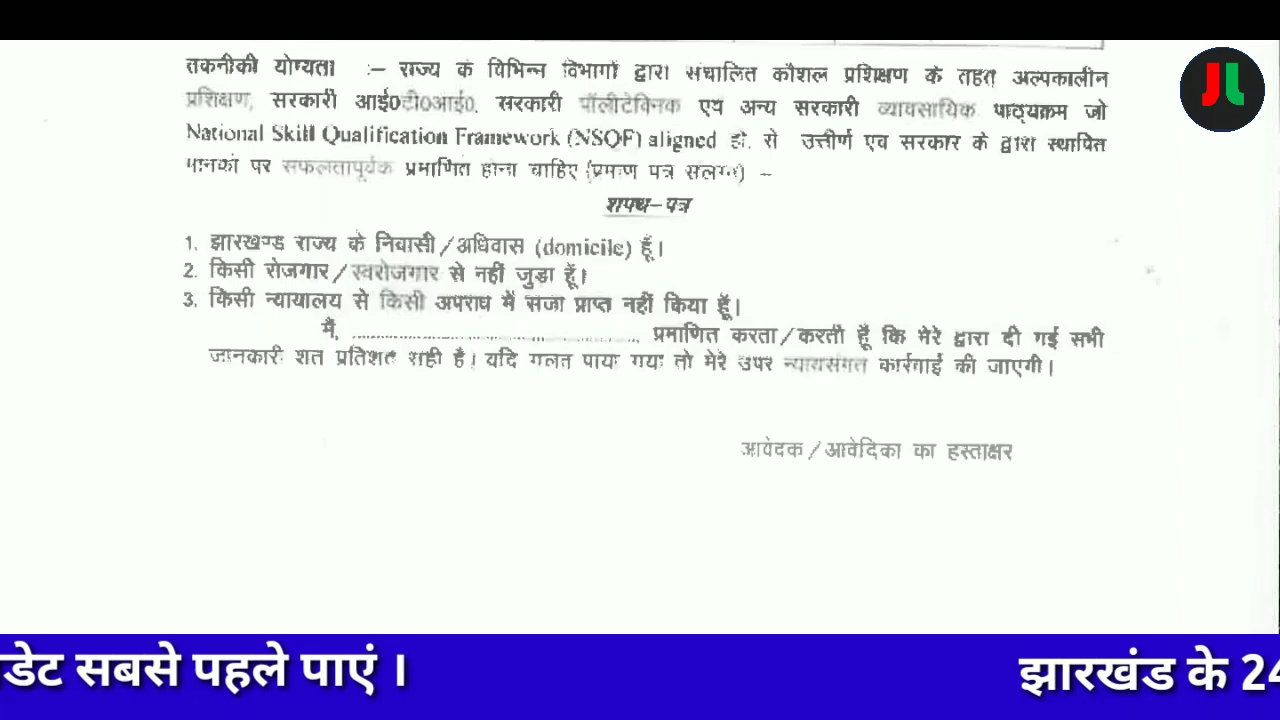 तकनीकी योग्यता :– राज्य के विभिन्न विभागों द्वारा संचालित कौशल प्रशिक्षण के तहत अल्पकालीन
प्रशिक्षण, सरकारी आई०टी०आई०, सरकारी पॉलीटेक्निक एवं अन्य सरकारी व्यावसायिक पाठ्यक्रम जो
National Skill Qualification Framework (NSQF) aligned हो, से उत्तीर्ण एवं सरकार के द्वारा स्थापित
मानकों पर सफलतापूर्वक प्रमाणित होना चाहिए (प्रमाण पत्र संलग्न) –
शपथ–पत्र
1. झारखण्ड राज्य के निवासी/अधिवास (domicile) हूँ।
2. किसी रोजगार/स्वरोजगार से नहीं जुडा हूँ।
3. किसी न्यायालय से किसी अपराध में सजा प्राप्त नहीं किया हूँ।
मैं, ........................................................ प्रमाणित करता/करती हूँ कि मेरे द्वारा दी गई सभी
जानकारी शत प्रतिशत सही है। यदि गलत पाया गया तो मेरे उपर न्यायसंगत कार्रवाई की जाएगी।
आवेदक/आवेदिका का हस्ताक्षर
JL
डेट सबसे पहले पाएं । झारखंड के 24